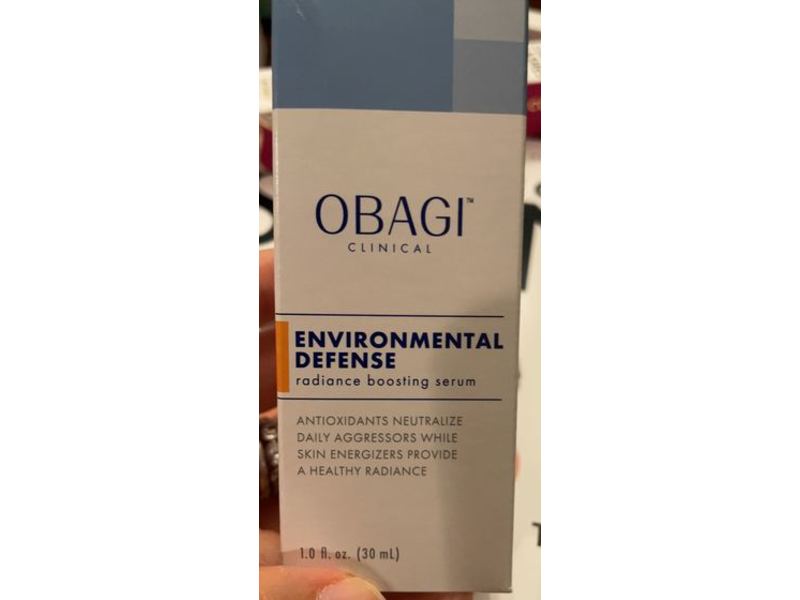 OBAGI™
CLINICAL
ENVIRONMENTAL
DEFENSE
radiance boosting serum
ANTIOXIDANTS NEUTRALIZE
DAILY AGGRESSORS WHILE
SKIN ENERGIZERS PROVIDE
A HEALTHY RADIANCE
1.0 fl. oz. (30 mL)